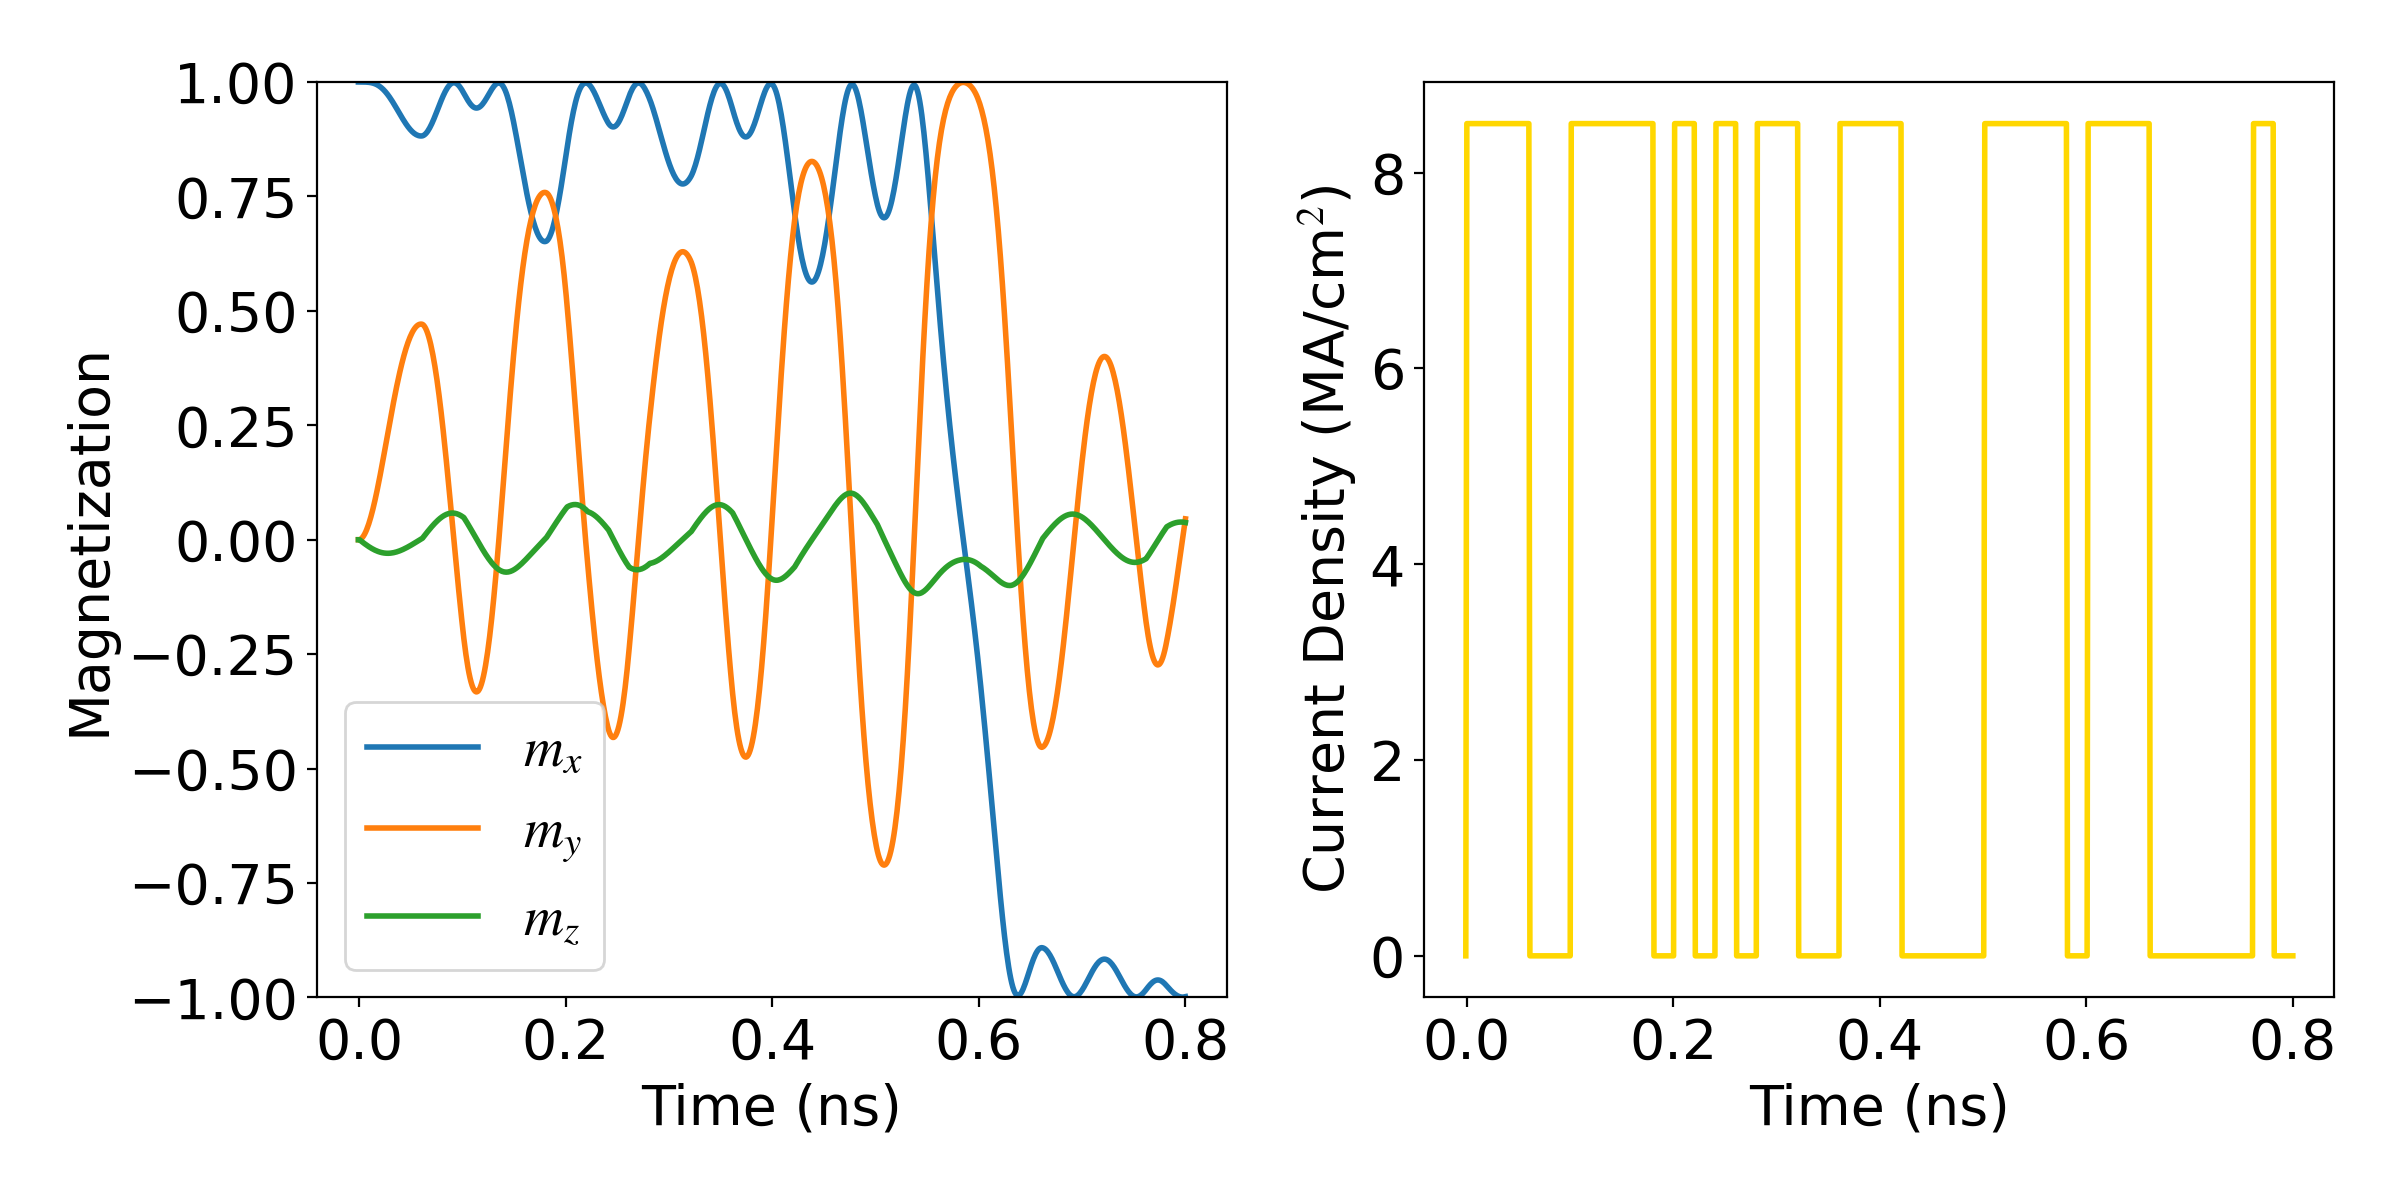 Magnetization
1.00
0.75
0.50
0.25
0.00
−0.25
−0.50
−0.75
−1.00
m_x
m_y
m_z
0.0 0.2 0.4 0.6 0.8
Time (ns)
Current Density (MA/cm²)
8
6
4
2
0
0.0 0.2 0.4 0.6 0.8
Time (ns)